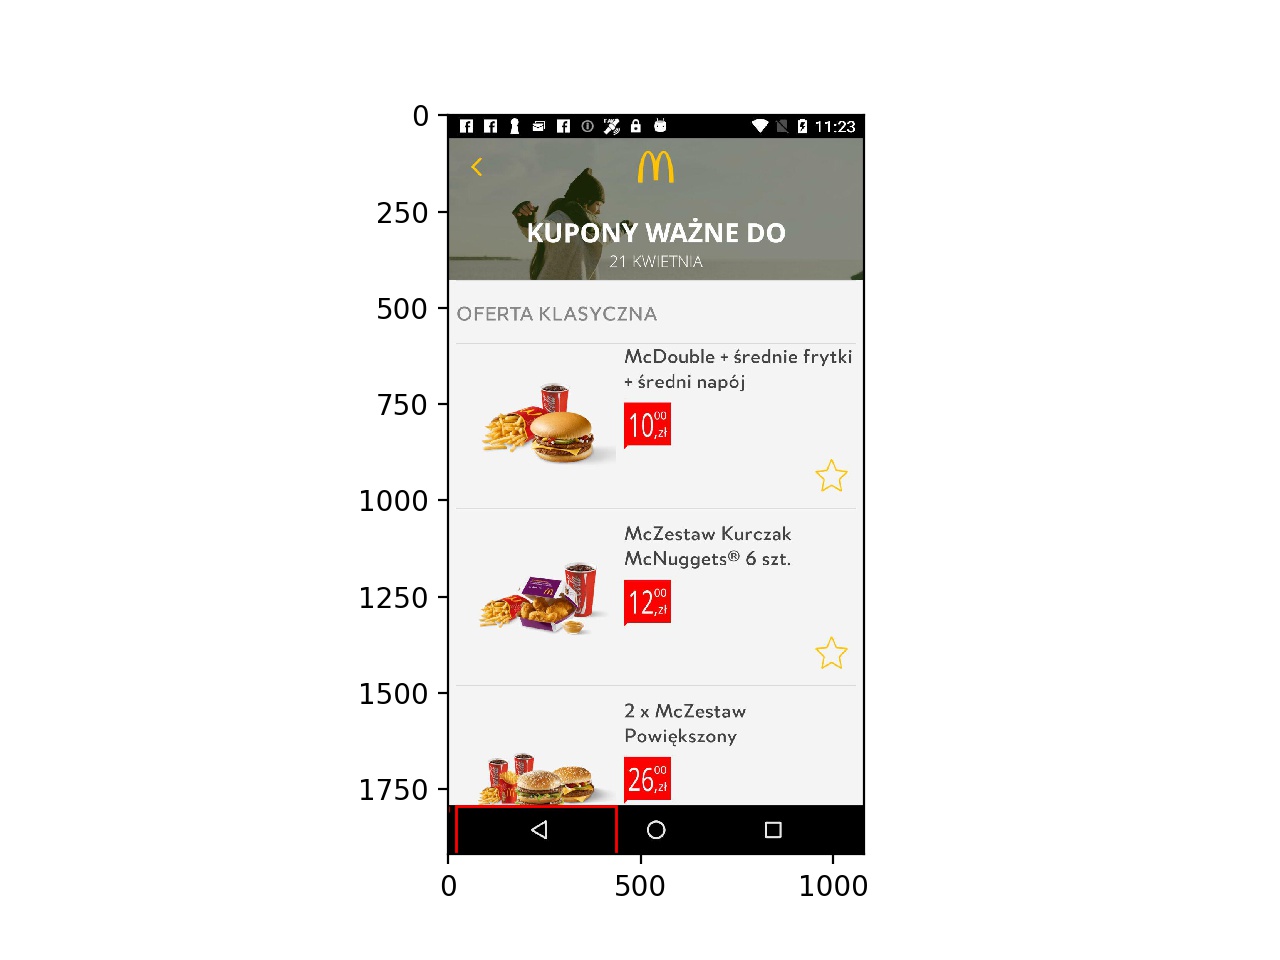 0
250
500
750
1000
1250
1500
1750
11:23
KUPONY WAŻNE DO
21 KWIETNIA
OFERTA KLASYCZNA
McDouble + średnie frytki
+ średni napój
10,00 zł
McZestaw Kurczak
McNuggets® 6 szt.
12,00 zł
2 x McZestaw
Powiększony
26,00 zł
0 500 1000